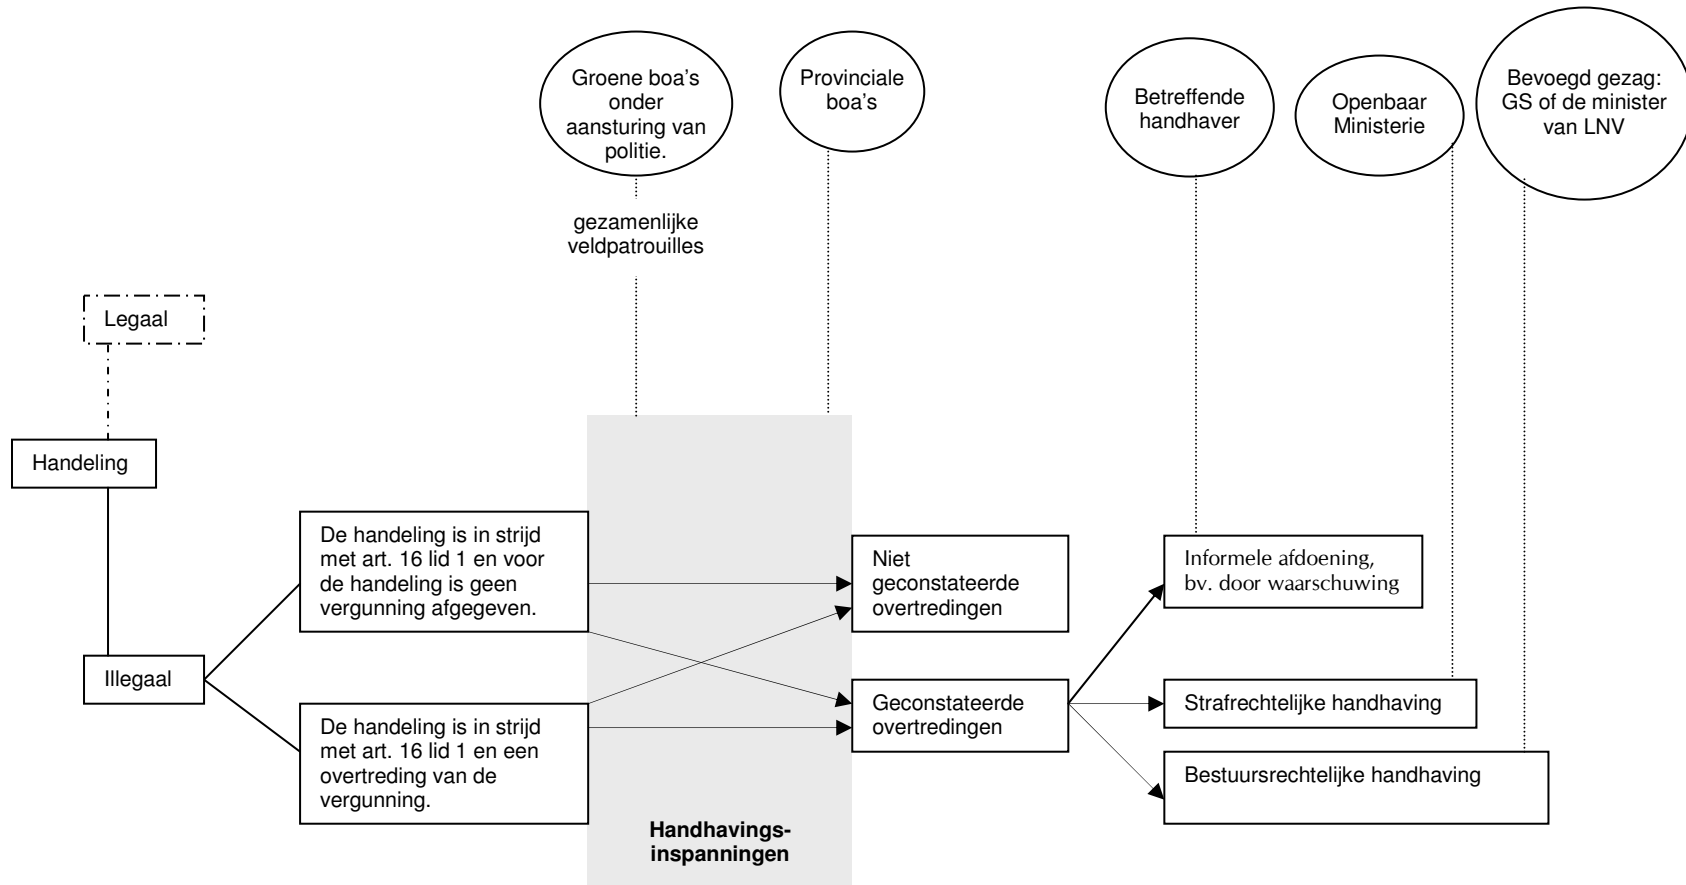 Groene boa's
onder
aansturing van
politie.
Provinciale
boa's
Betreffende
handhaver
Openbaar
Ministerie
Bevoegd gezag:
GS of de minister
van LNV
gezamenlijke
veldpatrouilles
Legaal
Handeling
Illegaal
De handeling is in strijd
met art. 16 lid 1 en voor
de handeling is geen
vergunning afgegeven.
De handeling is in strijd
met art. 16 lid 1 en een
overtreding van de
vergunning.
Handhavings-
inspanningen
Niet
geconstateerde
overtredingen
Geconstateerde
overtredingen
Informele afdoening,
bv. door waarschuwing
Strafrechtelijke handhaving
Bestuursrechtelijke handhaving